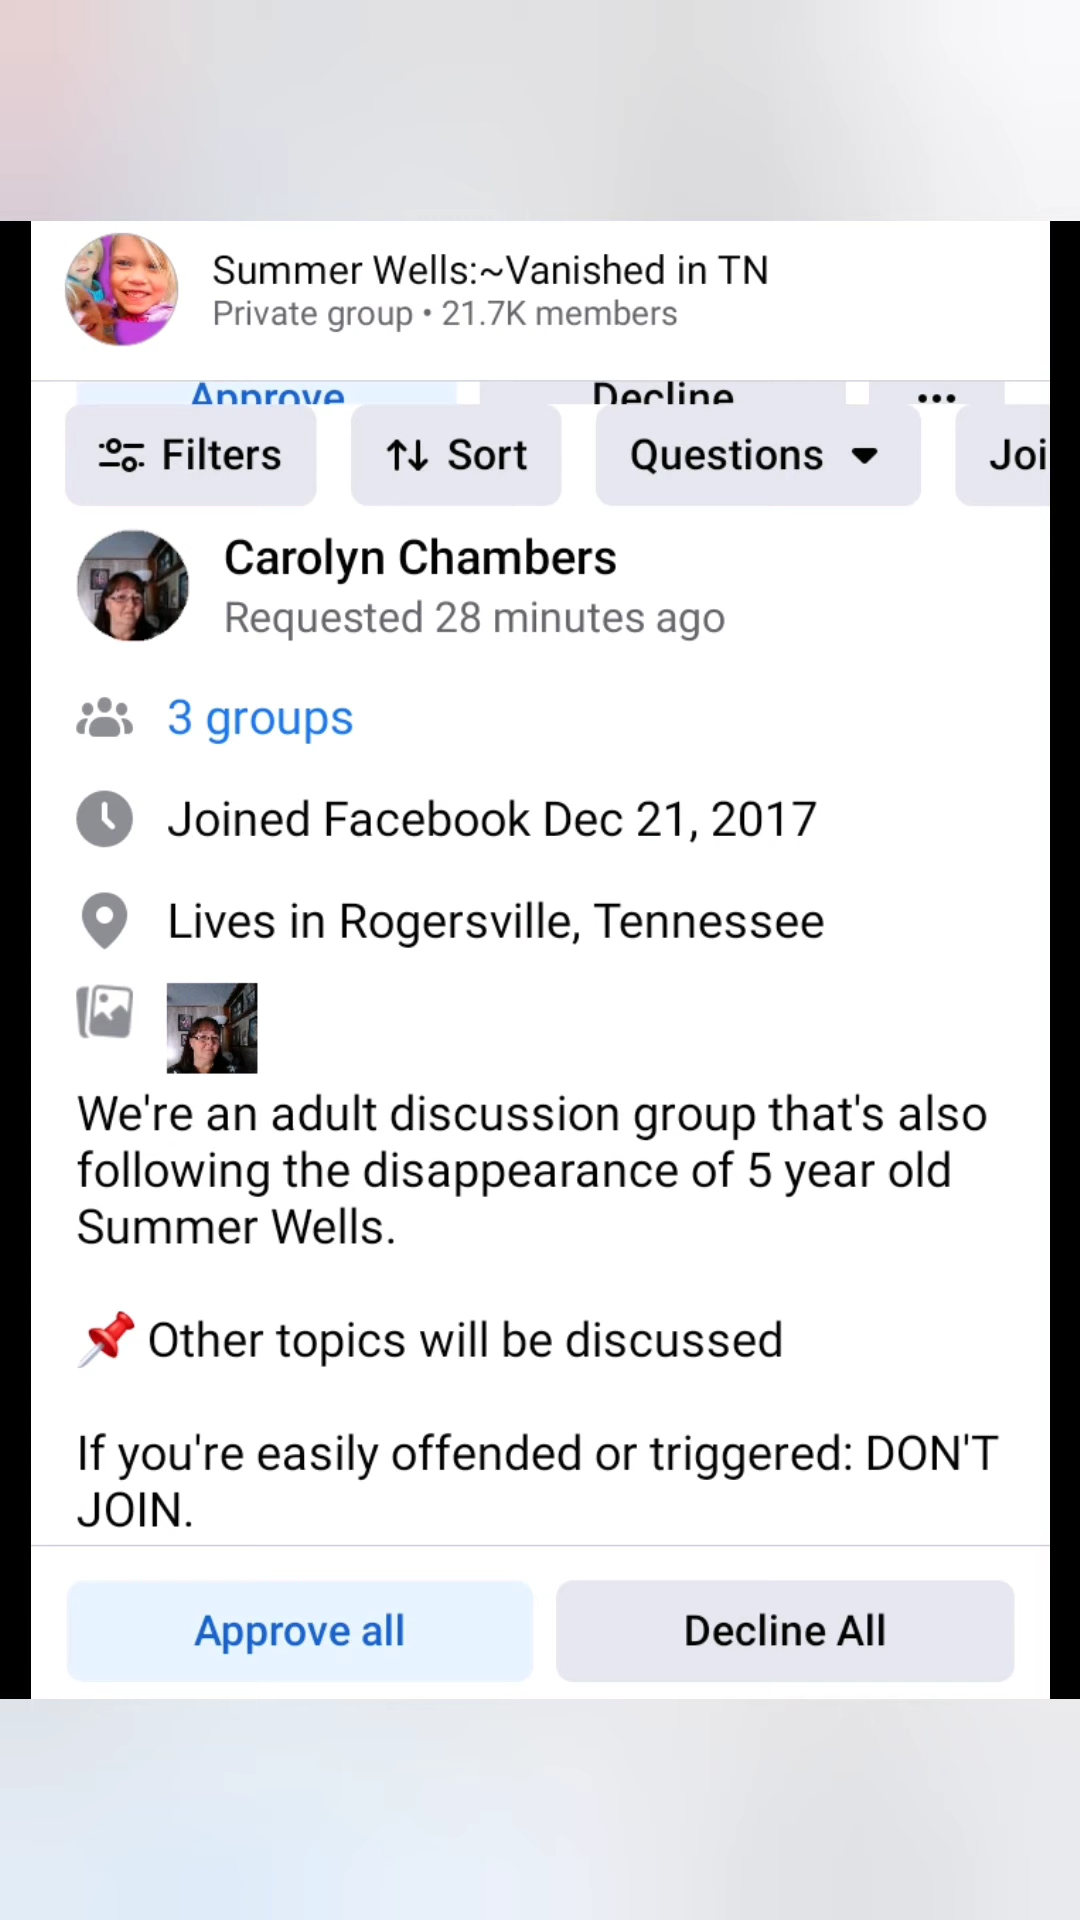 Summer Wells:~Vanished in TN
Private group • 21.7K members
Approve Decline
Filters Sort Questions Joi
Carolyn Chambers
Requested 28 minutes ago
3 groups
Joined Facebook Dec 21, 2017
Lives in Rogersville, Tennessee
We're an adult discussion group that's also
following the disappearance of 5 year old
Summer Wells.
📌 Other topics will be discussed
If you're easily offended or triggered: DON'T
JOIN.
Approve all Decline All